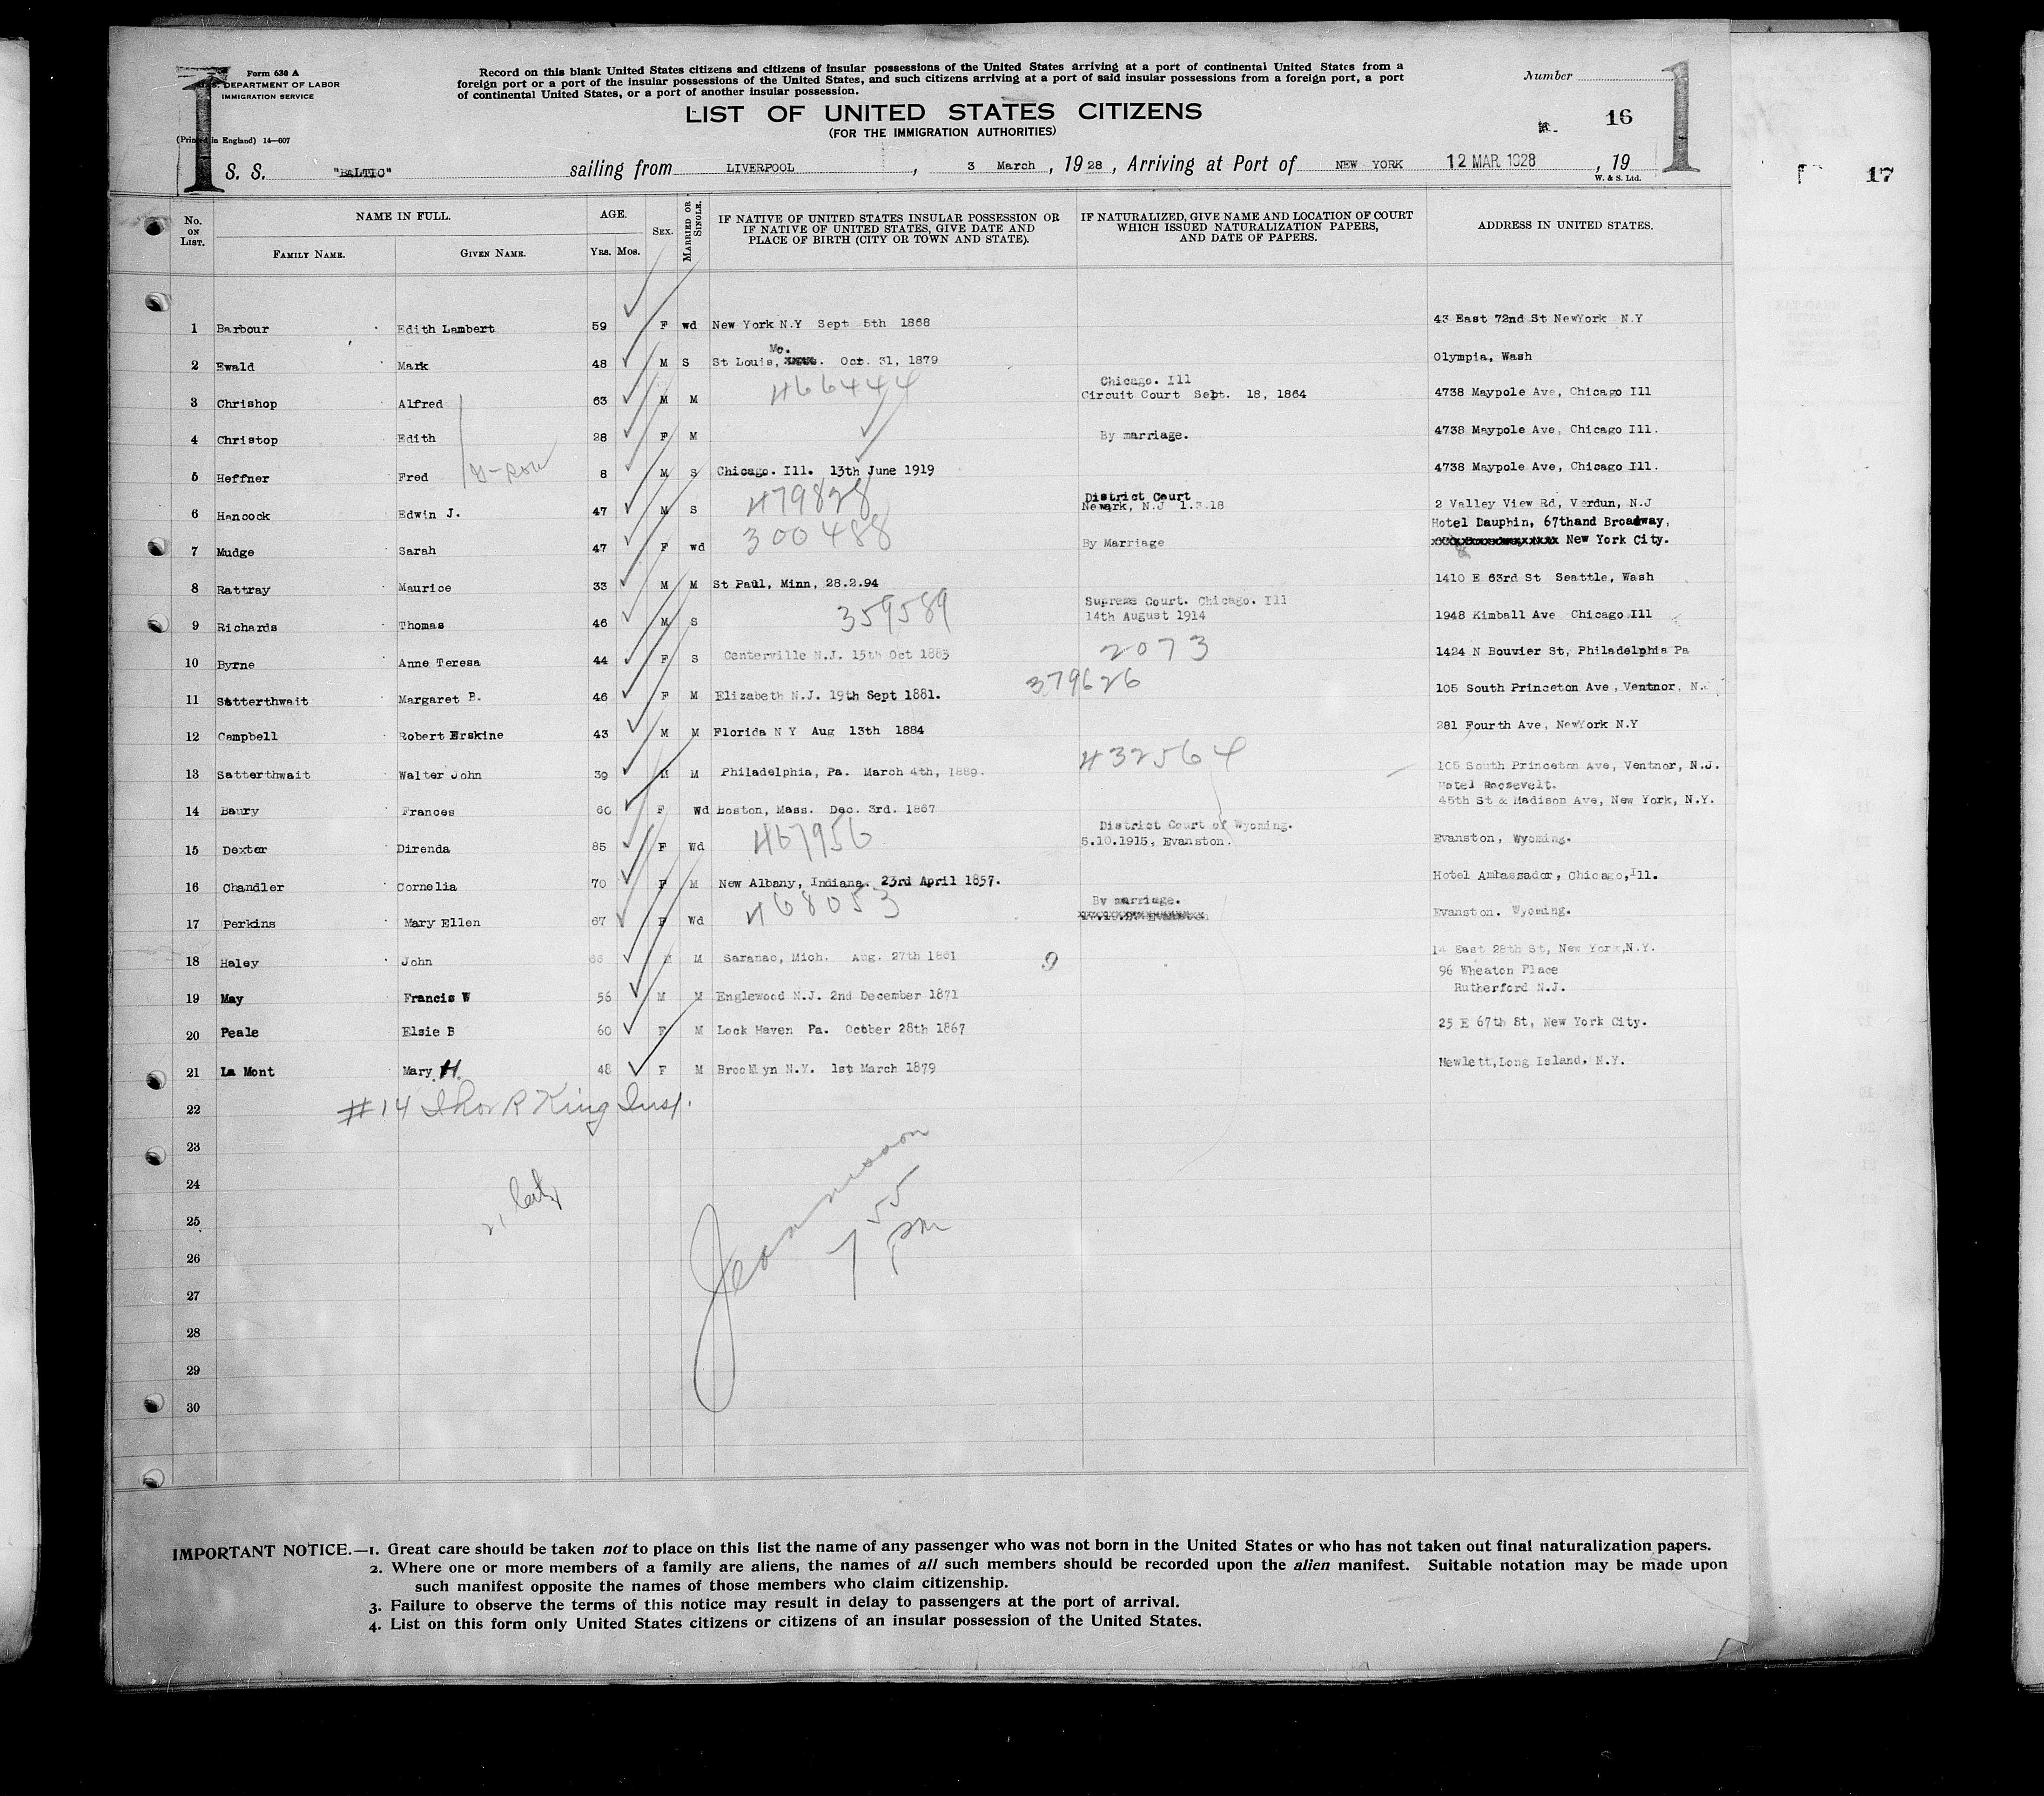 1
Form 630 A
U.S. DEPARTMENT OF LABOR
IMMIGRATION SERVICE
(Printed in England) 14—607
Record on this blank United States citizens and citizens of insular possessions of the United States arriving at a port of continental United States from a
foreign port or a port of the insular possessions of the United States, and such citizens arriving at a port of said insular possessions from a foreign port, a port
of continental United States, or a port of another insular possession.
Number
1
LIST OF UNITED STATES CITIZENS
(FOR THE IMMIGRATION AUTHORITIES)
16
17
S. S. "BALTIC" sailing from LIVERPOOL, 3 March, 1928, Arriving at Port of NEW YORK 12 MAR 1928, 19
W. & S. Ltd.
No. ON LIST. NAME IN FULL. AGE. SEX. MARRIED OR SINGLE. IF NATIVE OF UNITED STATES INSULAR POSSESSION OR IF NATIVE OF UNITED STATES, GIVE DATE AND PLACE OF BIRTH (CITY OR TOWN AND STATE). IF NATURALIZED, GIVE NAME AND LOCATION OF COURT WHICH ISSUED NATURALIZATION PAPERS, AND DATE OF PAPERS. ADDRESS IN UNITED STATES.
FAMILY NAME. GIVEN NAME. YRS. MOS.
1 Barbour Edith Lambert 59 F wd New York N.Y Sept 5th 1868 43 East 72nd St NewYork N.Y
Mo.
2 Ewald Mark 48 M S St Louis, Oct. 31, 1879 Olympia, Wash
466444 Chicago. Ill
3 Chrishop Alfred 63 M M Circuit Court Sept. 18, 1864 4738 Maypole Ave, Chicago Ill
4 Christop Edith 28 F M By marriage. 4738 Maypole Ave, Chicago Ill.
5 Heffner Fred 8 M S Chicago. Ill. 13th June 1919 4738 Maypole Ave, Chicago Ill.
479828 District Court
6 Hancock Edwin J. 47 M S Newark, N.J 1.3.18 2 Valley View Rd, Verdun, N.J
300488 Hotel Dauphin, 67thand Broadway,
7 Mudge Sarah 47 F wd By Marriage New York City.
8 Rattray Maurice 33 M M St Paul, Minn, 28.2.94 1410 E 63rd St Seattle, Wash
359589 Supreme Court. Chicago. Ill
9 Richards Thomas 46 M S 14th August 1914 1948 Kimball Ave Chicago Ill
10 Byrne Anne Teresa 44 F S Centerville N.J. 15th Oct 1883 2073 1424 N Bouvier St, Philadelphia Pa
379626
11 Satterthwait Margaret B. 46 F M Elizabeth N.J. 19th Sept 1881. 105 South Princeton Ave, Ventnor, N.J
12 Campbell Robert Erskine 43 M M Florida N Y Aug 13th 1884 281 Fourth Ave, NewYork N.Y
432564
13 Satterthwait Walter John 39 M M Philadelphia, Pa. March 4th, 1889. 105 South Princeton Ave, Ventnor, N.J.
Hotel Roosevelt.
14 Baury Frances 60 F Wd Boston, Mass. Dec. 3rd. 1867 45th St & Madison Ave, New York, N.Y.
467956 District Court of Wyoming.
15 Dexter Direnda 85 F Wd 5.10.1915, Evanston. Evanston, Wyoming.
16 Chandler Cornelia 70 F M New Albany, Indiana. 23rd April 1857. Hotel Ambassador, Chicago, Ill.
468053 By marriage.
17 Perkins Mary Ellen 67 F Wd Evanston. Wyoming.
18 Haley John 66 M M Saranac, Mich. Aug. 27th 1861 9 14 East 28th St, New York, N.Y.
96 Wheaton Place
19 May Francis W 56 M M Englewood N.J. 2nd December 1871 Rutherford N.J.
20 Peale Elsie B 60 F M Lock Haven Pa. October 28th 1867 25 E 67th St, New York City.
21 La Mont Mary H 48 F M Brooklyn N.Y. 1st March 1879 Hewlett, Long Island. N.Y.
22 #14 Thos R King Insp.
23
24
25
26
27
28
29
30
7 55 pm
IMPORTANT NOTICE.—1. Great care should be taken not to place on this list the name of any passenger who was not born in the United States or who has not taken out final naturalization papers.
2. Where one or more members of a family are aliens, the names of all such members should be recorded upon the alien manifest. Suitable notation may be made upon
such manifest opposite the names of those members who claim citizenship.
3. Failure to observe the terms of this notice may result in delay to passengers at the port of arrival.
4. List on this form only United States citizens or citizens of an insular possession of the United States.